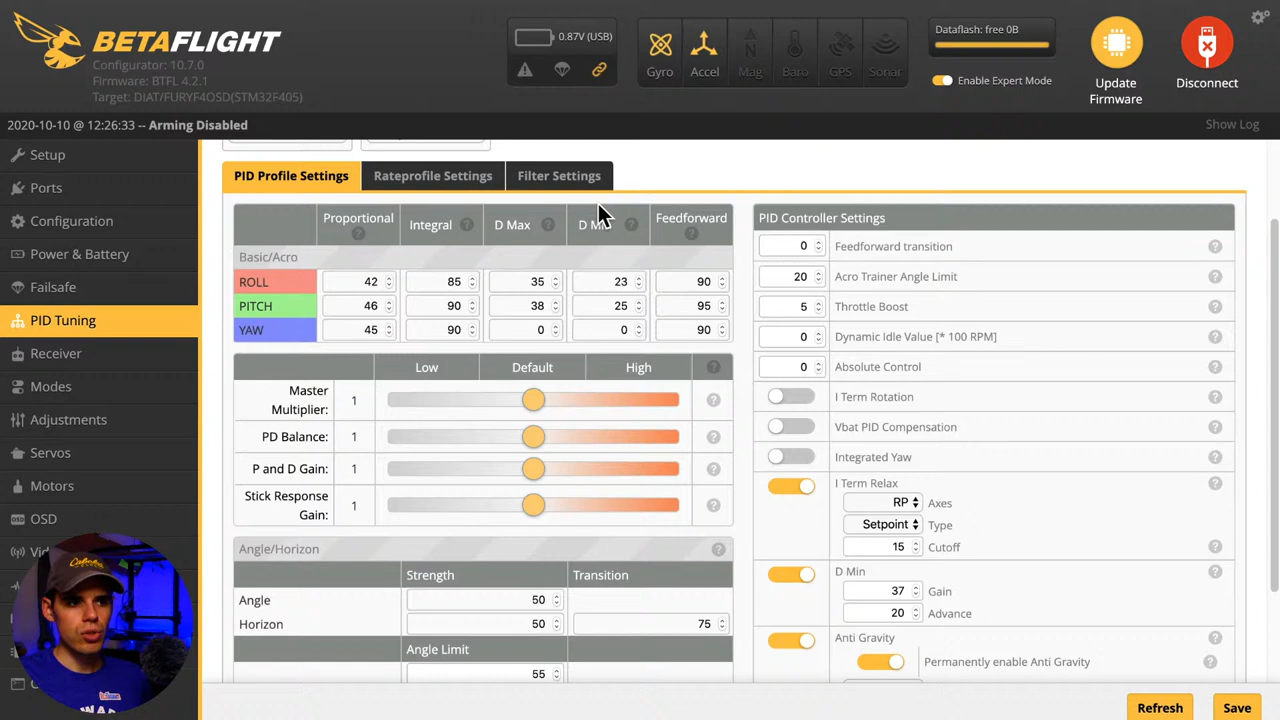 BETAFLIGHT
Configurator: 10.7.0
Firmware: BTFL 4.2.1
Target: DIAT/FURYF4OSD(STM32F405)
0.87V (USB)
Gyro Accel Mag Baro GPS Sonar
Dataflash: free 0B
Enable Expert Mode
Update Firmware
Disconnect
2020-10-10 @ 12:26:33 -- Arming Disabled
Show Log
Setup
Ports
Configuration
Power & Battery
Failsafe
PID Tuning
Receiver
Modes
Adjustments
Servos
Motors
OSD
PID Profile Settings Rateprofile Settings Filter Settings
Proportional Integral D Max Feedforward
Basic/Acro
ROLL 42 85 35 23 90
PITCH 46 90 38 25 95
YAW 45 90 0 0 90
Low Default High
Master Multiplier: 1
PD Balance: 1
P and D Gain: 1
Stick Response Gain: 1
Angle/Horizon
Strength Transition
Angle 50
Horizon 50 75
Angle Limit
55
PID Controller Settings
0 Feedforward transition
20 Acro Trainer Angle Limit
5 Throttle Boost
0 Dynamic Idle Value [* 100 RPM]
0 Absolute Control
I Term Rotation
Vbat PID Compensation
Integrated Yaw
I Term Relax
RP Axes
Setpoint Type
15 Cutoff
D Min
37 Gain
20 Advance
Anti Gravity
Permanently enable Anti Gravity
Refresh Save